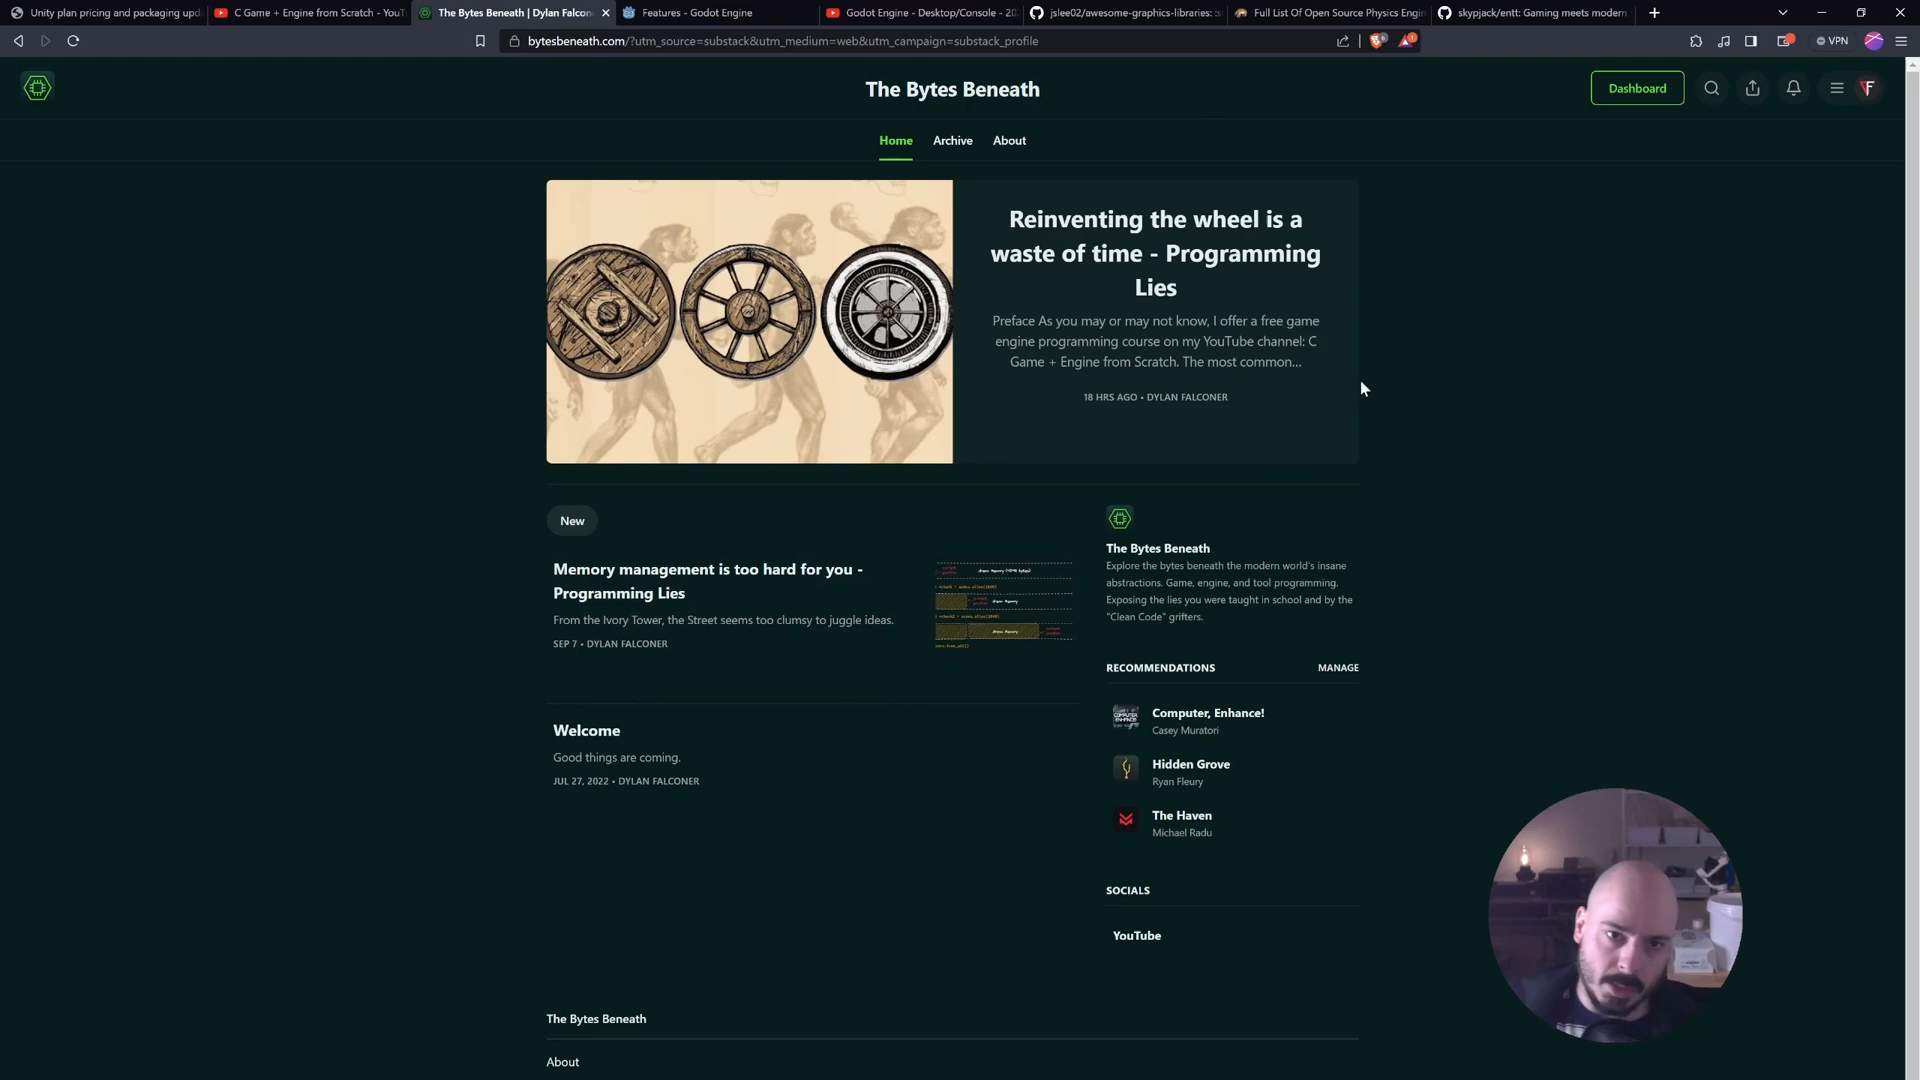 Unity plan pricing and packaging upd
C Game + Engine from Scratch - YouT
The Bytes Beneath | Dylan Falcon
Features - Godot Engine
Godot Engine - Desktop/Console - 20
jslee02/awesome-graphics-libraries:
Full List Of Open Source Physics Engin
skypjack/entt: Gaming meets modern
bytesbeneath.com/?utm_source=substack&utm_medium=web&utm_campaign=substack_profile
VPN
The Bytes Beneath
Dashboard
Home
Archive
About
Reinventing the wheel is a
waste of time - Programming
Lies
Preface As you may or may not know, I offer a free game
engine programming course on my YouTube channel: C
Game + Engine from Scratch. The most common...
18 HRS AGO • DYLAN FALCONER
New
Memory management is too hard for you -
Programming Lies
From the Ivory Tower, the Street seems too clumsy to juggle ideas.
SEP 7 • DYLAN FALCONER
Welcome
Good things are coming.
JUL 27, 2022 • DYLAN FALCONER
The Bytes Beneath
Explore the bytes beneath the modern world's insane
abstractions. Game, engine, and tool programming.
Exposing the lies you were taught in school and by the
"Clean Code" grifters.
RECOMMENDATIONS
MANAGE
Computer, Enhance!
Casey Muratori
Hidden Grove
Ryan Fleury
The Haven
Michael Radu
SOCIALS
YouTube
The Bytes Beneath
About